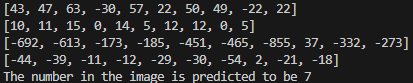 [43, 47, 63, -30, 57, 22, 50, 49, -22, 22]
[10, 11, 15, 0, 14, 5, 12, 12, 0, 5]
[-692, -613, -173, -185, -451, -465, -855, 37, -332, -273]
[-44, -39, -11, -12, -29, -30, -54, 2, -21, -18]
The number in the image is predicted to be 7